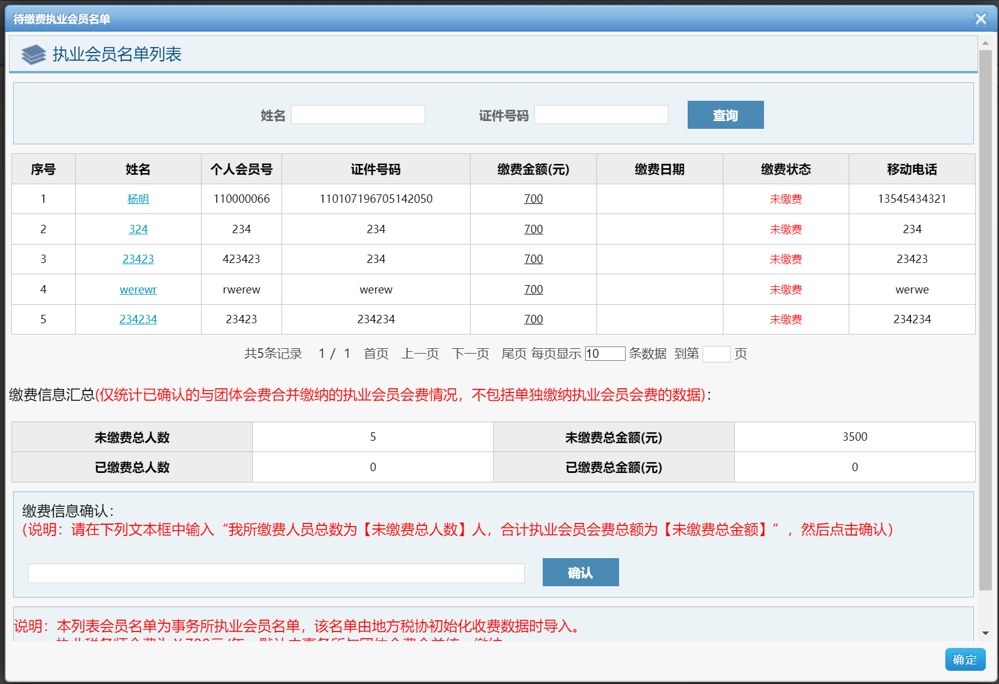 待缴费执业会员名单
执业会员名单列表
姓名 证件号码 查询
序号 姓名 个人会员号 证件号码 缴费金额(元) 缴费日期 缴费状态 移动电话
1 杨明 110000066 110107196705142050 700 未缴费 13545434321
2 324 234 234 700 未缴费 234
3 23423 423423 234 700 未缴费 23423
4 werewr rwerew werew 700 未缴费 werwe
5 234234 23423 234234 700 未缴费 234234
共5条记录 1 / 1 首页 上一页 下一页 尾页 每页显示 10 条数据 到第 页
缴费信息汇总(仅统计已确认的与团体会费合并缴纳的执业会员会费情况，不包括单独缴纳执业会员会费的数据)：
未缴费总人数 5 未缴费总金额(元) 3500
已缴费总人数 0 已缴费总金额(元) 0
缴费信息确认：
（说明：请在下列文本框中输入“我所缴费人员总数为【未缴费总人数】人，合计执业会员会费总额为【未缴费总金额】”，然后点击确认）
确认
说明：本列表会员名单为事务所执业会员名单，该名单由地方税协初始化收费数据时导入。
确定